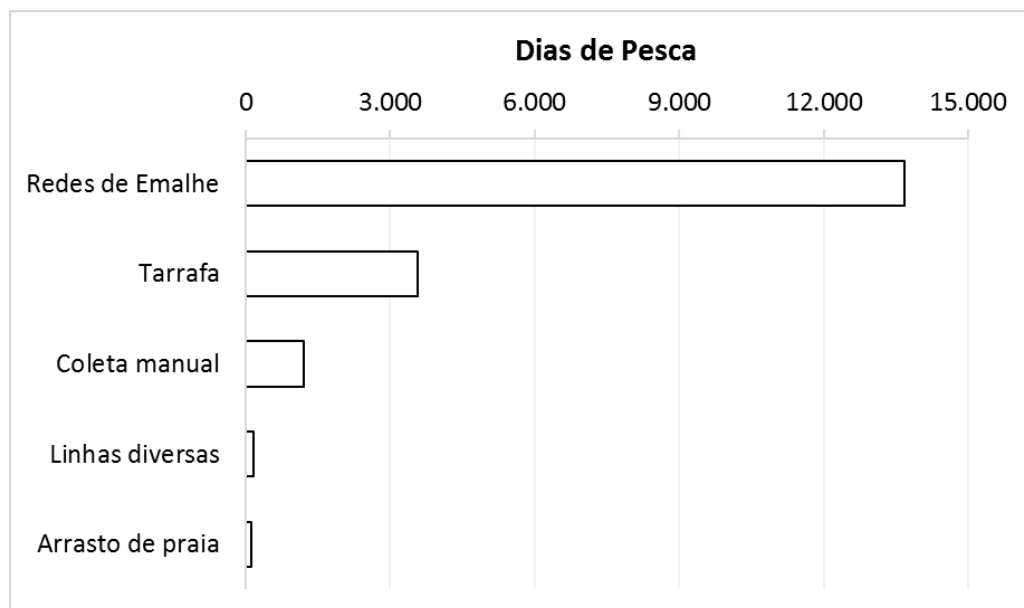 Dias de Pesca
0 3.000 6.000 9.000 12.000 15.000
Redes de Emalhe
Tarrafa
Coleta manual
Linhas diversas
Arrasto de praia